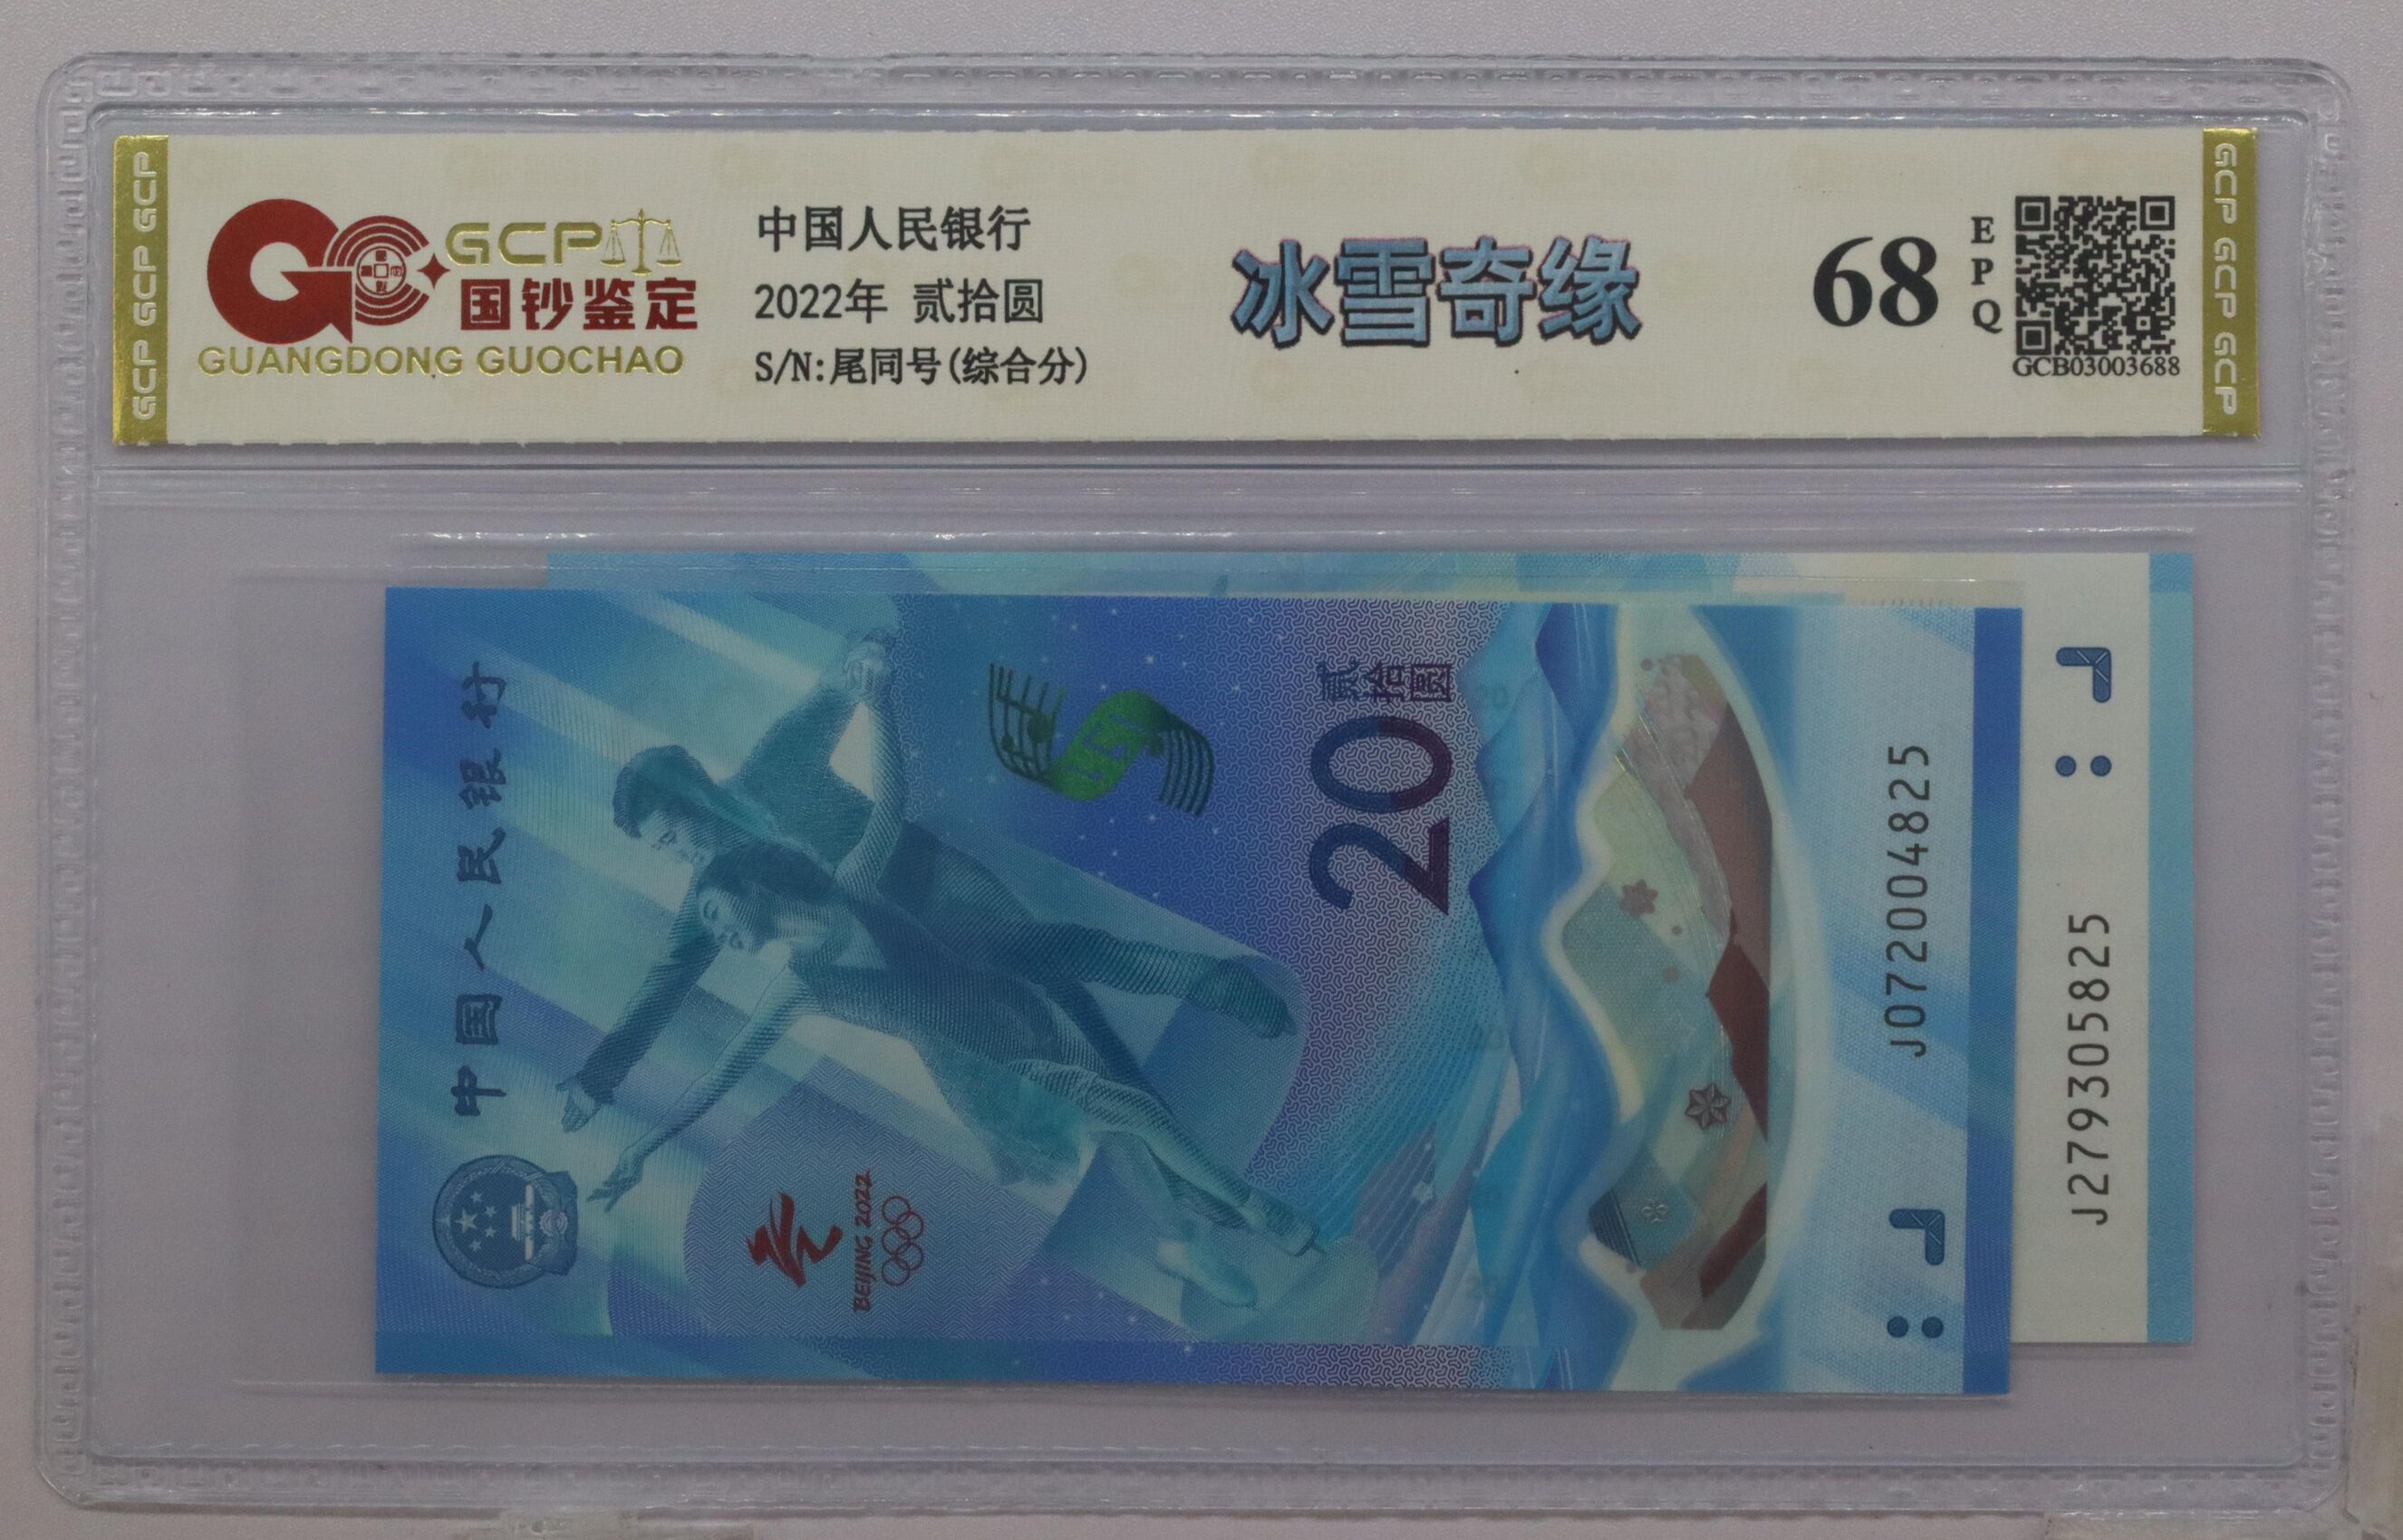 GCP GCP GCP
GCP
国钞鉴定
GUANGDONG GUOCHAO
中国人民银行
2022年 贰拾圆
S/N:尾同号(综合分)
冰雪奇缘
68
EPQ
GCB03003688
GCP GCP GCP
中国人民银行
BEIJING 2022
20
贰拾圆
J072004825
J279305825